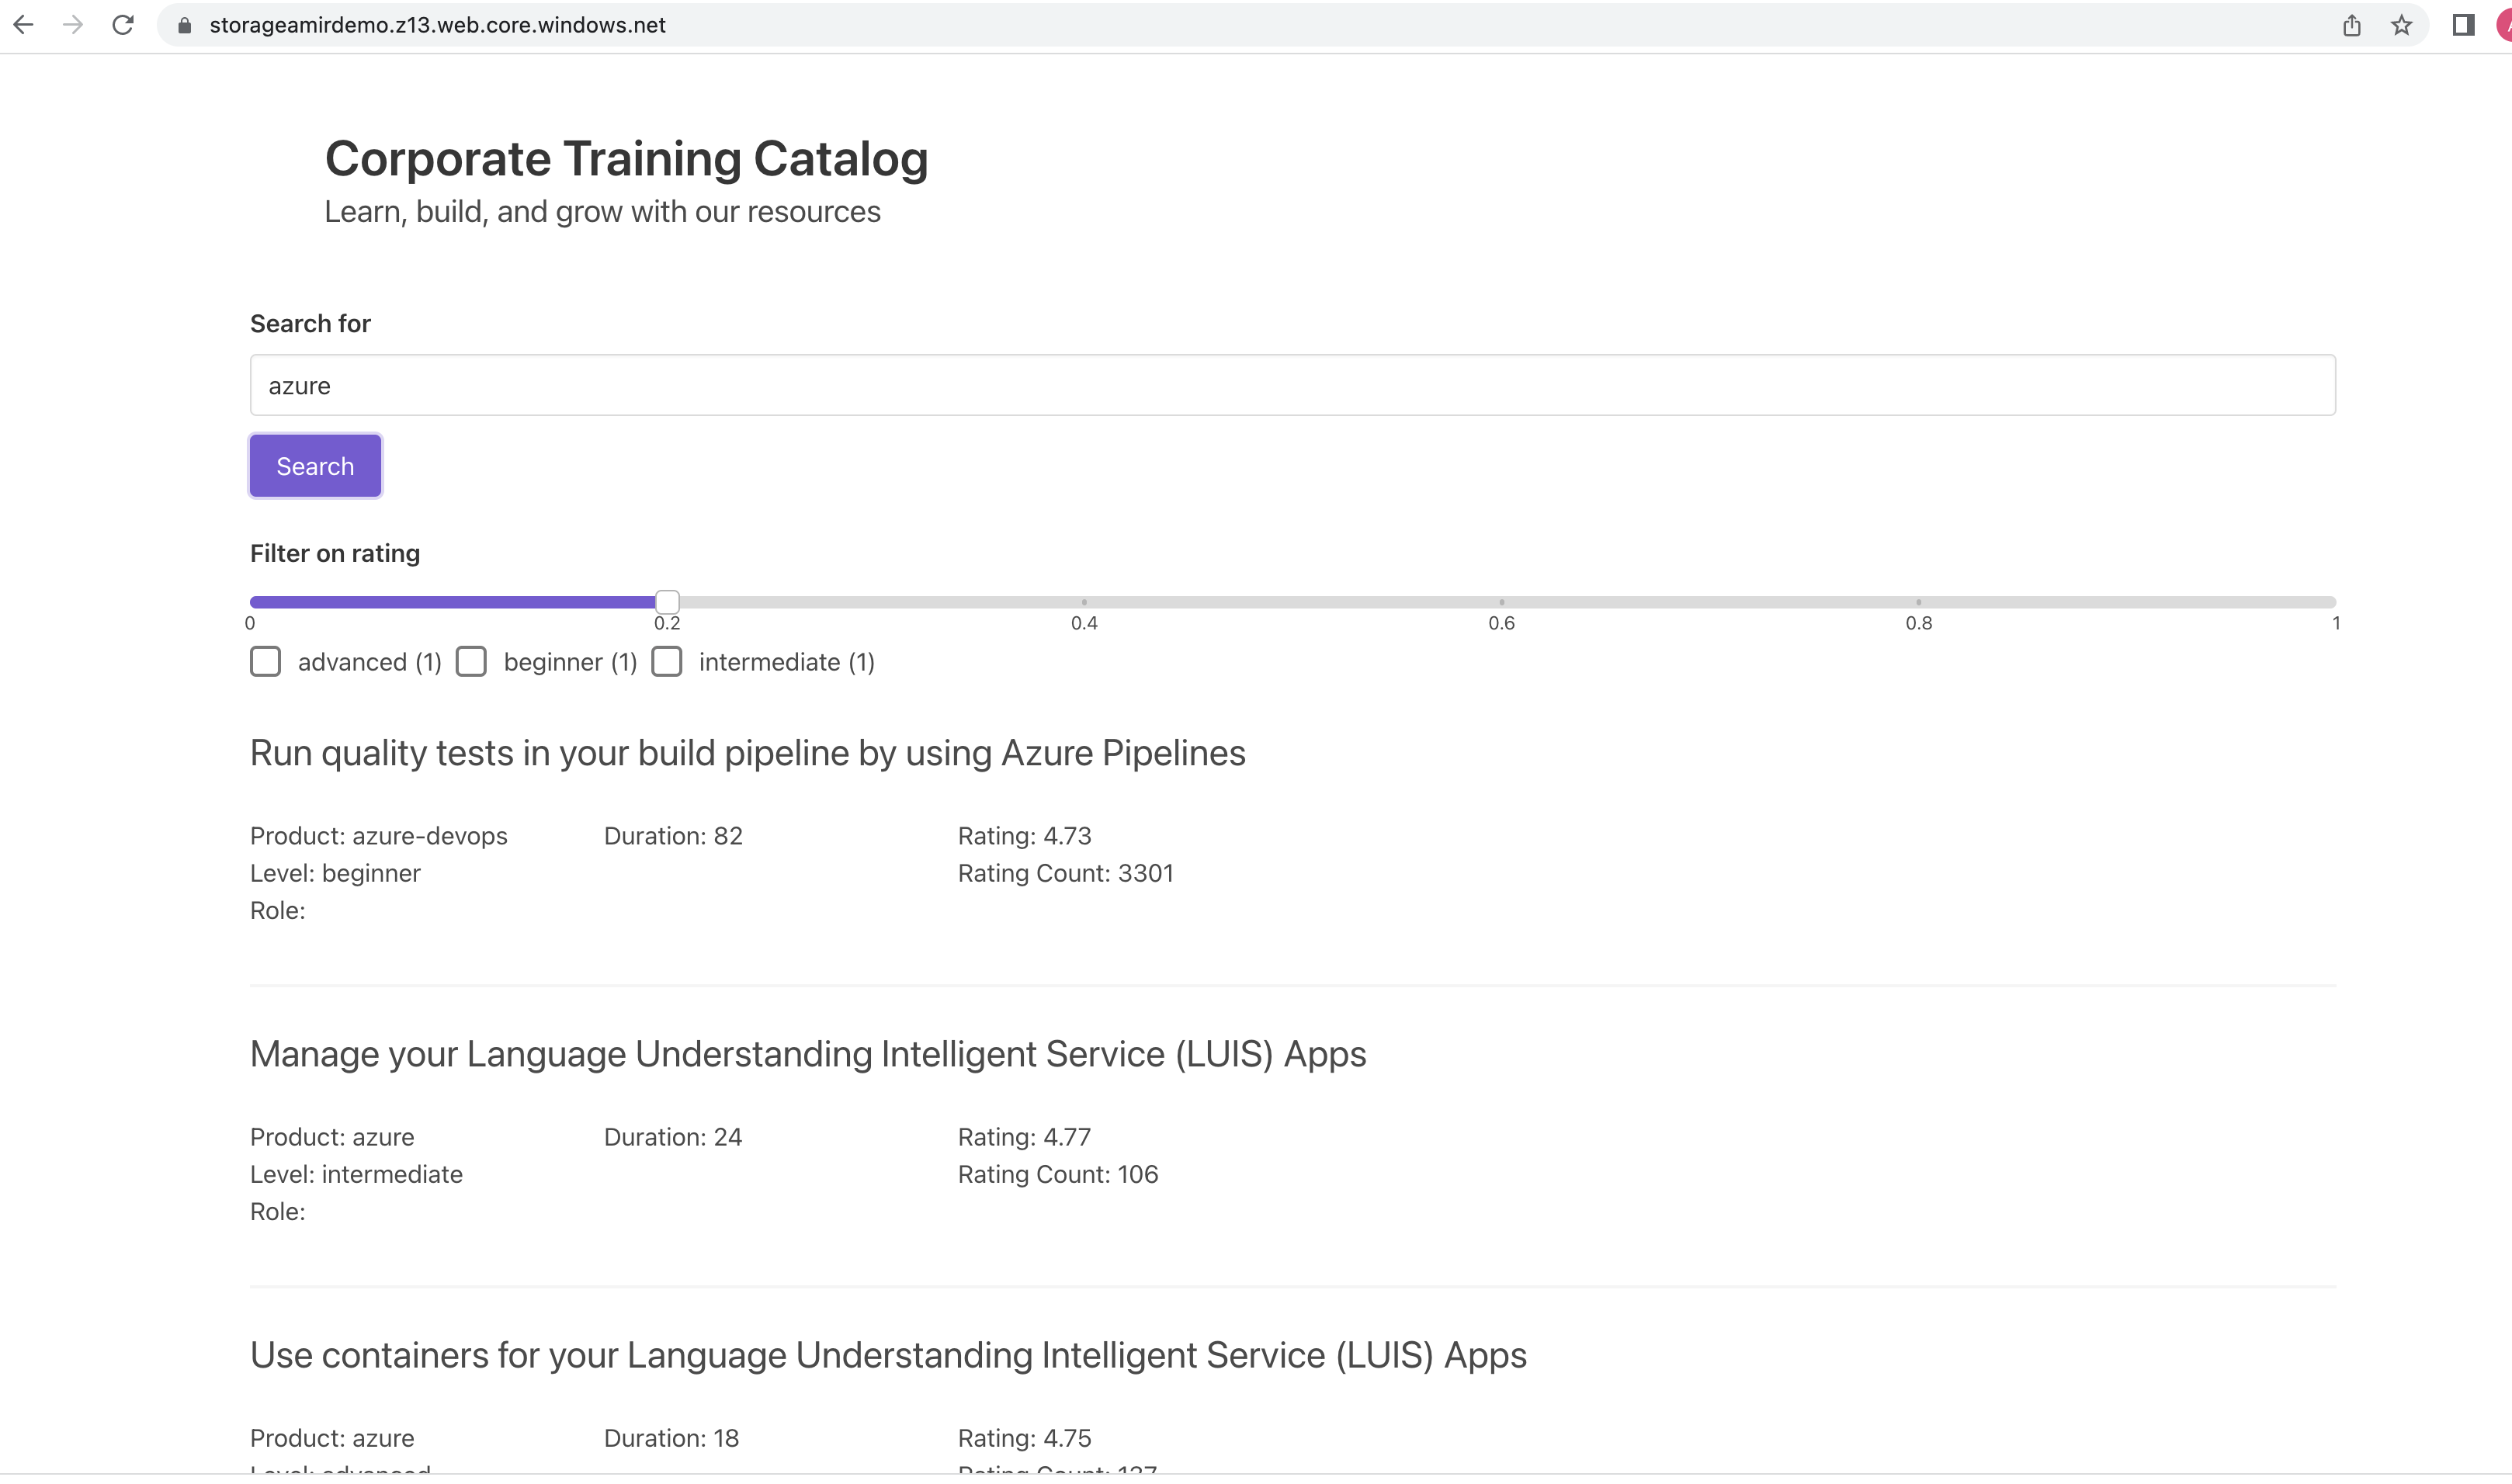 storageamirdemo.z13.web.core.windows.net
Corporate Training Catalog
Learn, build, and grow with our resources
Search for
azure
Search
Filter on rating
0 0.2 0.4 0.6 0.8 1
advanced (1) beginner (1) intermediate (1)
Run quality tests in your build pipeline by using Azure Pipelines
Product: azure-devops Duration: 82 Rating: 4.73
Level: beginner Rating Count: 3301
Role:
Manage your Language Understanding Intelligent Service (LUIS) Apps
Product: azure Duration: 24 Rating: 4.77
Level: intermediate Rating Count: 106
Role:
Use containers for your Language Understanding Intelligent Service (LUIS) Apps
Product: azure Duration: 18 Rating: 4.75
Level: advanced Rating Count: 137